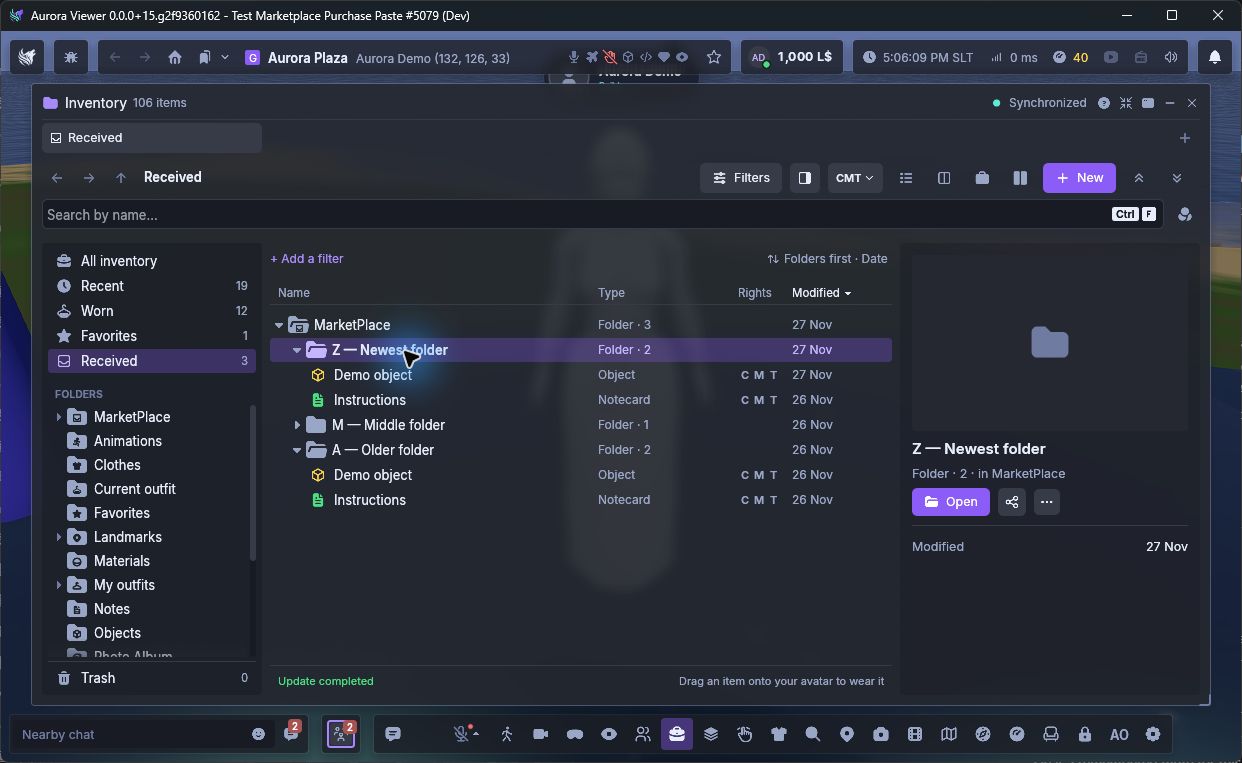 Aurora Viewer 0.0.0+15.g2f9360162 - Test Marketplace Purchase Paste #5079 (Dev)
G Aurora Plaza Aurora Demo (132, 126, 33) AD 1,000 L$ 5:06:09 PM SLT 0 ms 40
Aurora Demo
Inventory 106 items Synchronized
Received
Received Filters CMT New
Search by name... Ctrl F
All inventory
Recent 19
Worn 12
Favorites 1
Received 3
FOLDERS
MarketPlace
Animations
Clothes
Current outfit
Favorites
Landmarks
Materials
My outfits
Notes
Objects
Photo Album
Trash 0
+ Add a filter Folders first · Date
Name Type Rights Modified
MarketPlace Folder · 3 27 Nov
Z — Newest folder Folder · 2 27 Nov
Demo object Object C M T 27 Nov
Instructions Notecard C M T 26 Nov
M — Middle folder Folder · 1 26 Nov
A — Older folder Folder · 2 26 Nov
Demo object Object C M T 26 Nov
Instructions Notecard C M T 26 Nov
Update completed Drag an item onto your avatar to wear it
Z — Newest folder
Folder · 2 · in MarketPlace
Open
Modified 27 Nov
Nearby chat 2 2 AO